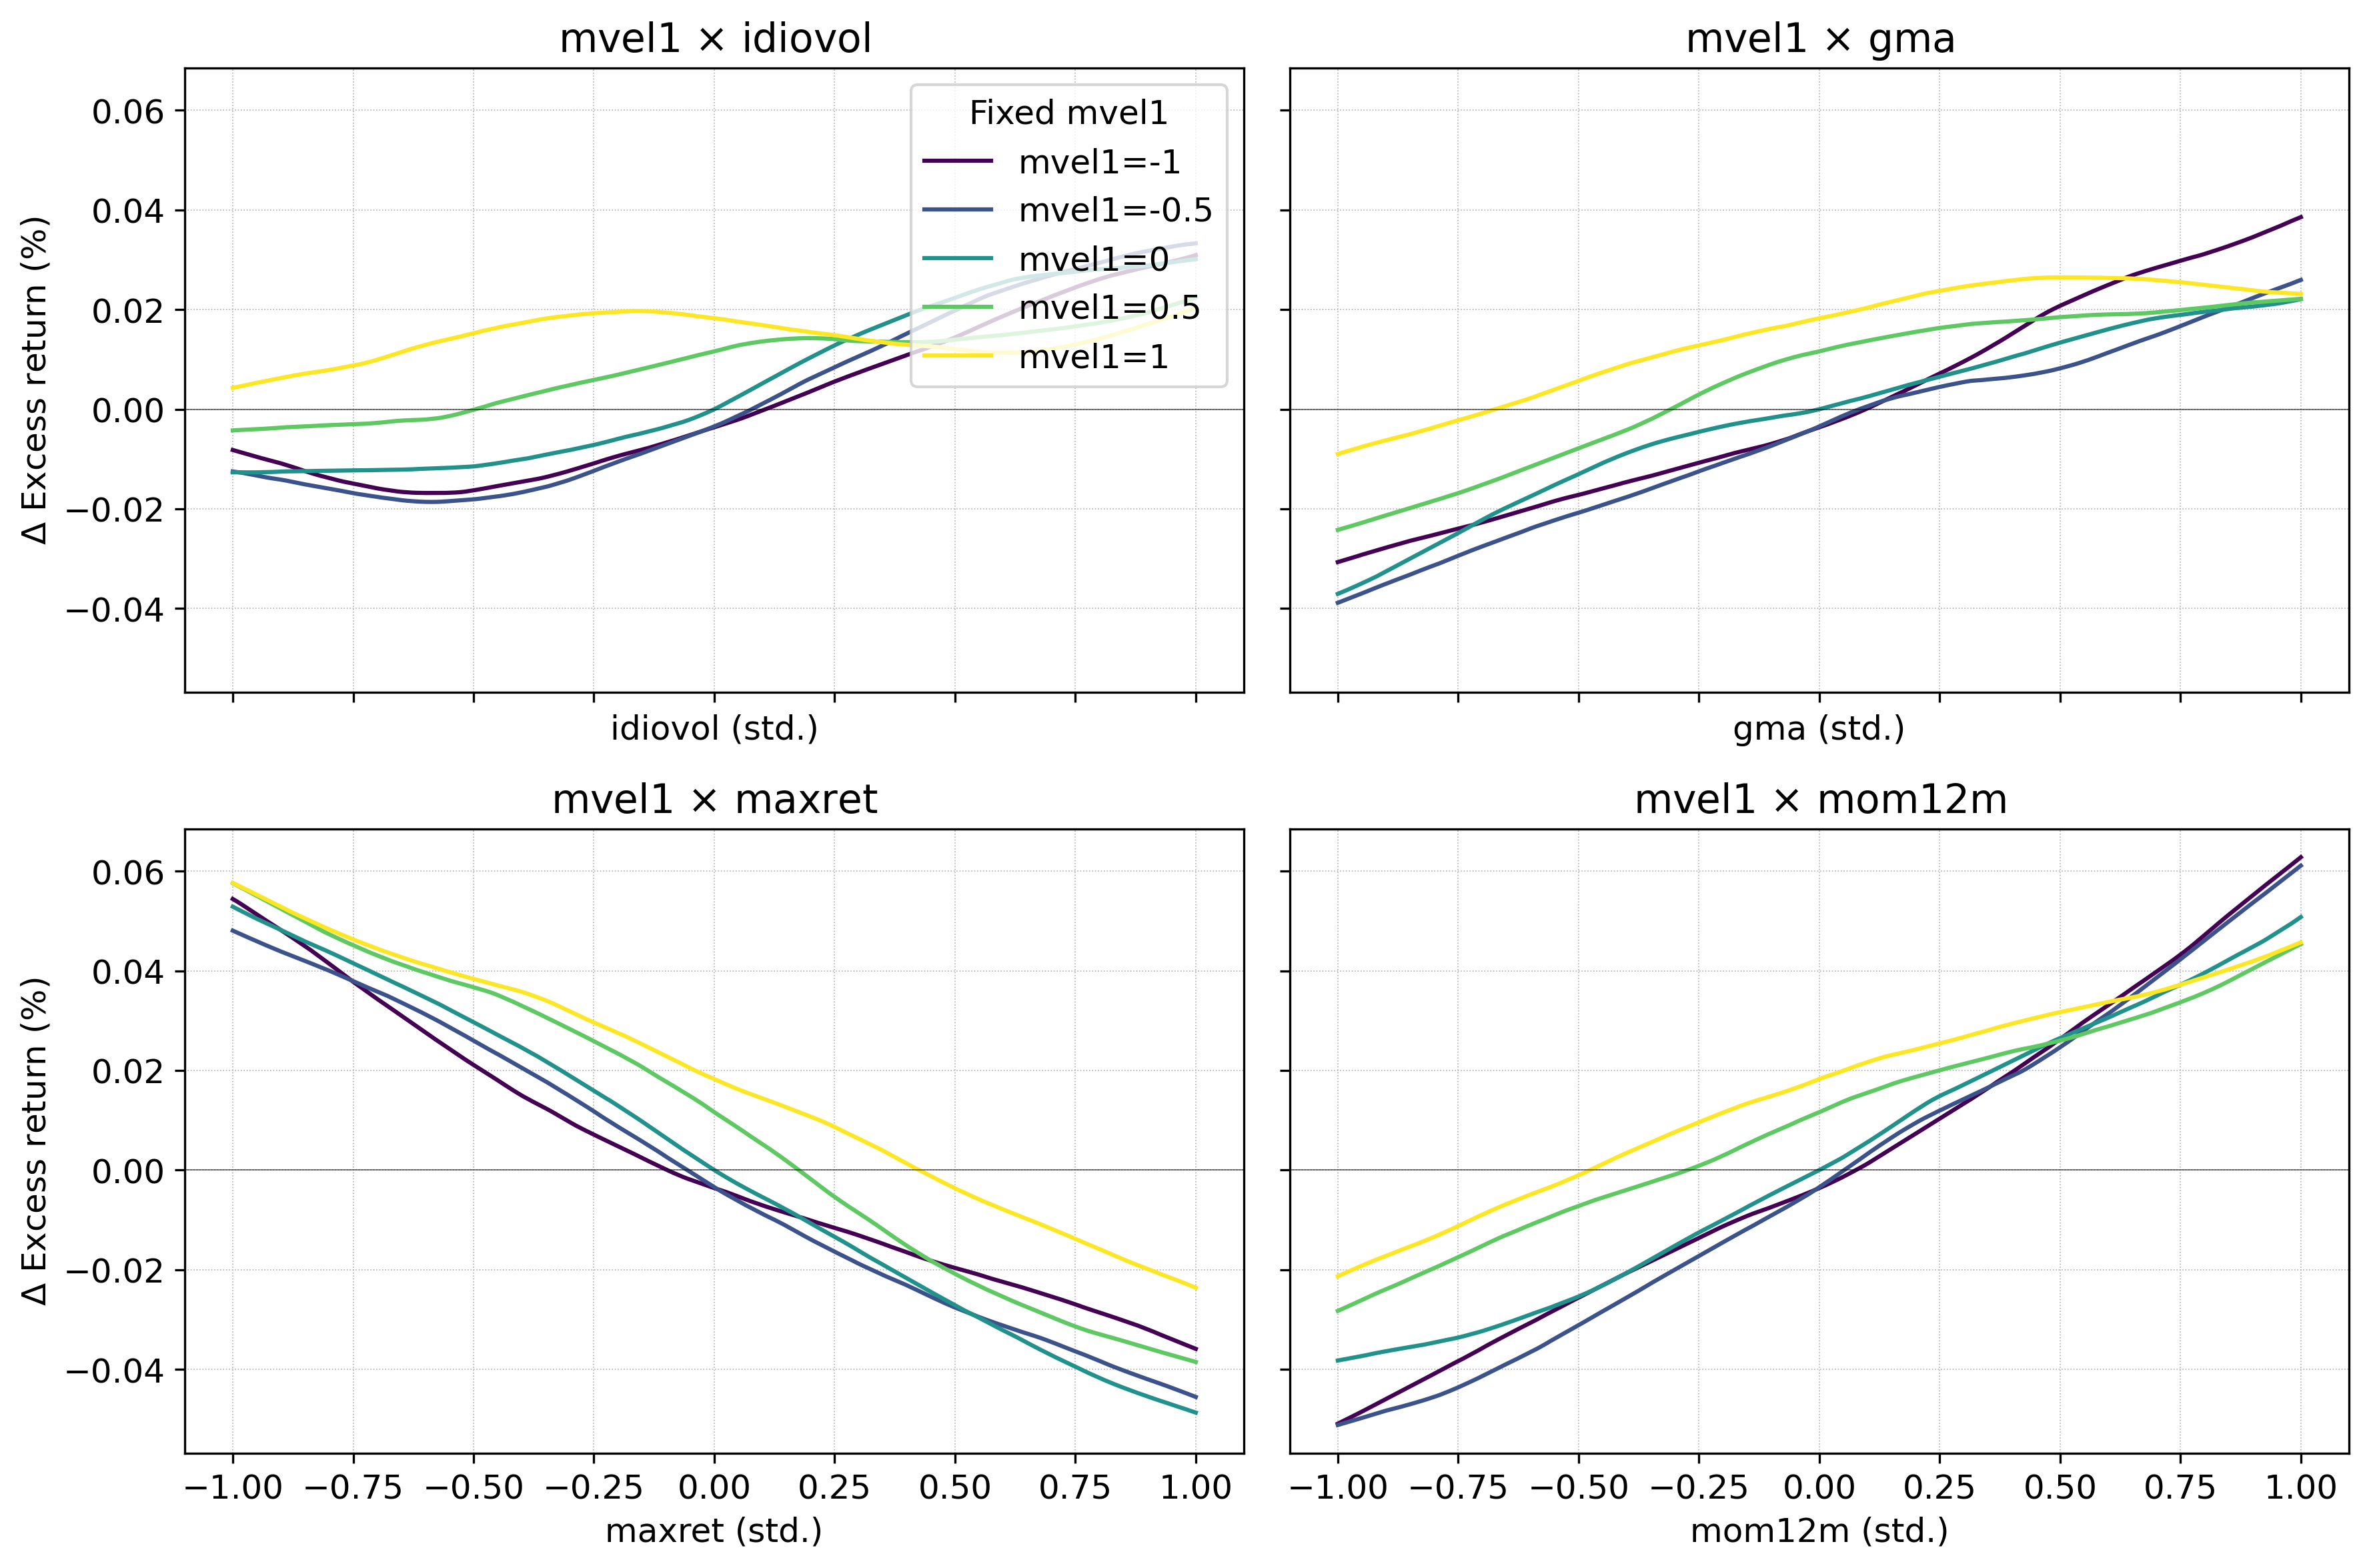 mvel1 × idiovol
mvel1 × gma
Δ Excess return (%)
0.06
0.04
0.02
0.00
−0.02
−0.04
Fixed mvel1
mvel1=-1
mvel1=-0.5
mvel1=0
mvel1=0.5
mvel1=1
idiovol (std.)
gma (std.)
mvel1 × maxret
mvel1 × mom12m
Δ Excess return (%)
0.06
0.04
0.02
0.00
−0.02
−0.04
−1.00 −0.75 −0.50 −0.25 0.00 0.25 0.50 0.75 1.00
−1.00 −0.75 −0.50 −0.25 0.00 0.25 0.50 0.75 1.00
maxret (std.)
mom12m (std.)